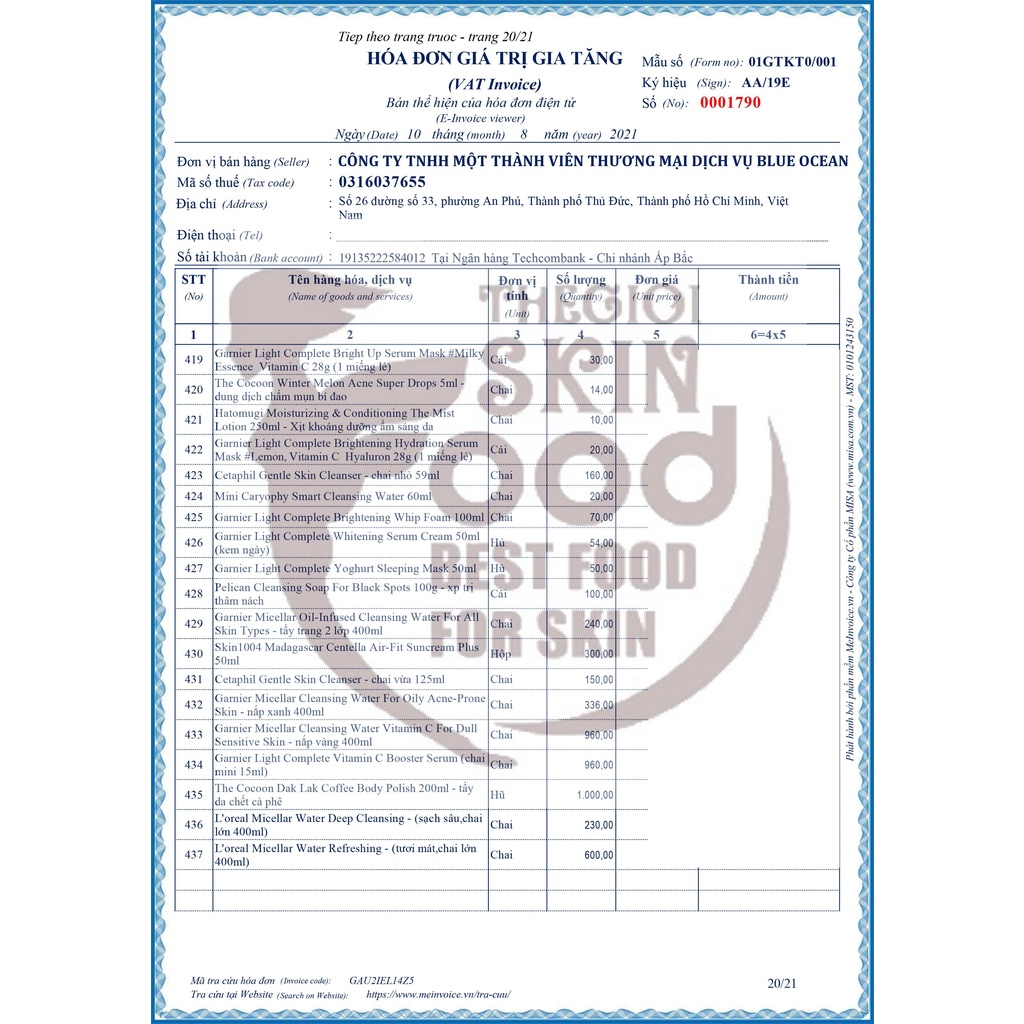 Tiep theo trang truoc - trang 20/21
HÓA ĐƠN GIÁ TRỊ GIA TĂNG
(VAT Invoice)
Bản thể hiện của hóa đơn điện tử
(E-Invoice viewer)
Ngày (Date) 10 tháng (month) 8 năm (year) 2021
Mẫu số (Form no): 01GTKT0/001
Ký hiệu (Sign): AA/19E
Số (No): 0001790
Đơn vị bán hàng (Seller) : CÔNG TY TNHH MỘT THÀNH VIÊN THƯƠNG MẠI DỊCH VỤ BLUE OCEAN
Mã số thuế (Tax code) : 0316037655
Địa chỉ (Address) : Số 26 đường số 33, phường An Phú, Thành phố Thủ Đức, Thành phố Hồ Chí Minh, Việt
Nam
Điện thoại (Tel) :
Số tài khoản (Bank account) : 19135222584012 Tại Ngân hàng Techcombank - Chi nhánh Ấp Bắc
STT Tên hàng hóa, dịch vụ Đơn vị tính Số lượng Đơn giá Thành tiền
(No) (Name of goods and services) (Unit) (Quantity) (Unit price) (Amount)
1 2 3 4 5 6=4x5
419 Garnier Light Complete Bright Up Serum Mask #Milky Cái 30,00
Essence Vitamin C 28g (1 miếng lẻ)
420 The Cocoon Winter Melon Acne Super Drops 5ml - Chai 14,00
dung dịch chấm mụn bí đao
421 Hatomugi Moisturizing & Conditioning The Mist Chai 10,00
Lotion 250ml - Xịt khoáng dưỡng ẩm sáng da
422 Garnier Light Complete Brightening Hydration Serum Cái 20,00
Mask #Lemon, Vitamin C Hyaluron 28g (1 miếng lẻ)
423 Cetaphil Gentle Skin Cleanser - chai nhỏ 59ml Chai 160,00
424 Mini Caryophy Smart Cleansing Water 60ml Chai 20,00
425 Garnier Light Complete Brightening Whip Foam 100ml Chai 70,00
426 Garnier Light Complete Whitening Serum Cream 50ml Hủ 54,00
(kem ngày)
427 Garnier Light Complete Yoghurt Sleeping Mask 50ml Hủ 50,00
428 Pelican Cleansing Soap For Black Spots 100g - xp trị Cái 100,00
thâm nách
429 Garnier Micellar Oil-Infused Cleansing Water For All Chai 240,00
Skin Types - tẩy trang 2 lớp 400ml
430 Skin1004 Madagascar Centella Air-Fit Suncream Plus Hộp 300,00
50ml
431 Cetaphil Gentle Skin Cleanser - chai vừa 125ml Chai 150,00
432 Garnier Micellar Cleansing Water For Oily Acne-Prone Chai 336,00
Skin - nắp xanh 400ml
433 Garnier Micellar Cleansing Water Vitamin C For Dull Chai 960,00
Sensitive Skin - nắp vàng 400ml
434 Garnier Light Complete Vitamin C Booster Serum (chai Chai 960,00
mini 15ml)
435 The Cocoon Dak Lak Coffee Body Polish 200ml - tẩy Hũ 1.000,00
da chết cà phê
436 L'oreal Micellar Water Deep Cleansing - (sạch sâu,chai Chai 230,00
lớn 400ml)
437 L'oreal Micellar Water Refreshing - (tươi mát,chai lớn Chai 600,00
400ml)
THEGIOI
SKIN
FOOD
BEST FOOD
FOR SKIN
Phát hành bởi phần mềm MeInvoice.vn - Công ty Cổ phần MISA (www.misa.com.vn) - MST: 0101243150
Mã tra cứu hóa đơn (Invoice code): GAU2IEL14Z5
Tra cứu tại Website (Search on Website): https://www.meinvoice.vn/tra-cuu/
20/21